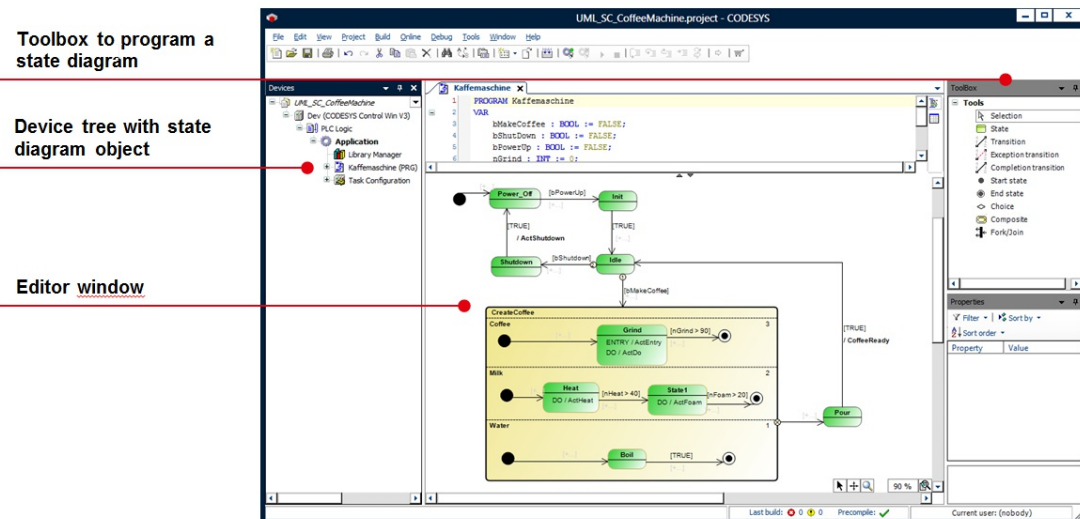 UML_SC_CoffeeMachine.project - CODESYS
Toolbox to program a
state diagram
File Edit View Project Build Online Debug Tools Window Help
Devices
UML_SC_CoffeeMachine
Dev (CODESYS Control Win V3)
PLC Logic
Application
Library Manager
Kaffemaschine (PRG)
Task Configuration
Device tree with state
diagram object
Editor window
Kaffemaschine
1 PROGRAM Kaffemaschine
2 VAR
3 bMakeCoffee : BOOL := FALSE;
4 bShutDown : BOOL := FALSE;
5 bPowerUp : BOOL := FALSE;
6 nGrind : INT := 0;
Power_Off
[bPowerUp]
Init
[TRUE]
/ ActShutdown
[TRUE]
Shutdown
[bShutdown]
Idle
[bMakeCoffee]
CreateCoffee
Coffee
3
Grind
ENTRY / ActEntry
DO / ActDo
[nGrind > 90]
Milk
2
Heat
DO / ActHeat
[nHeat > 40]
State1
DO / ActFoam
[nFoam > 20]
Water
1
Boil
[TRUE]
[TRUE]
/ CoffeeReady
Pour
90 %
ToolBox
Tools
Selection
State
Transition
Exception transition
Completion transition
Start state
End state
Choice
Composite
Fork/Join
Properties
Filter
Sort by
Sort order
Property Value
Last build: 0 0 Precompile:
Current user: (nobody)